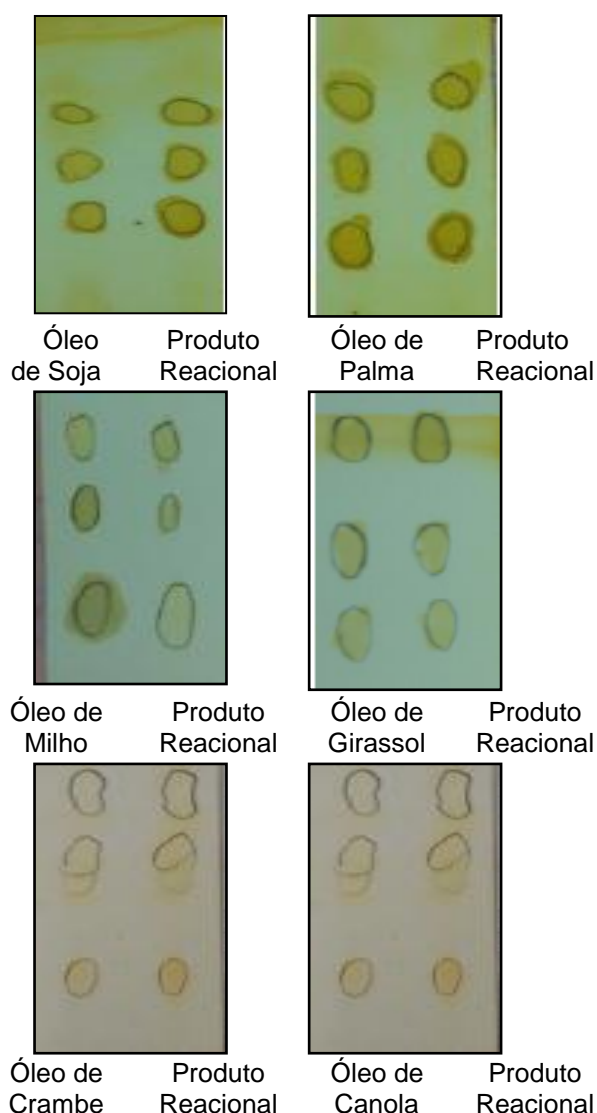 Óleo de Soja
Produto Reacional
Óleo de Palma
Produto Reacional
Óleo de Milho
Produto Reacional
Óleo de Girassol
Produto Reacional
Óleo de Crambe
Produto Reacional
Óleo de Canola
Produto Reacional